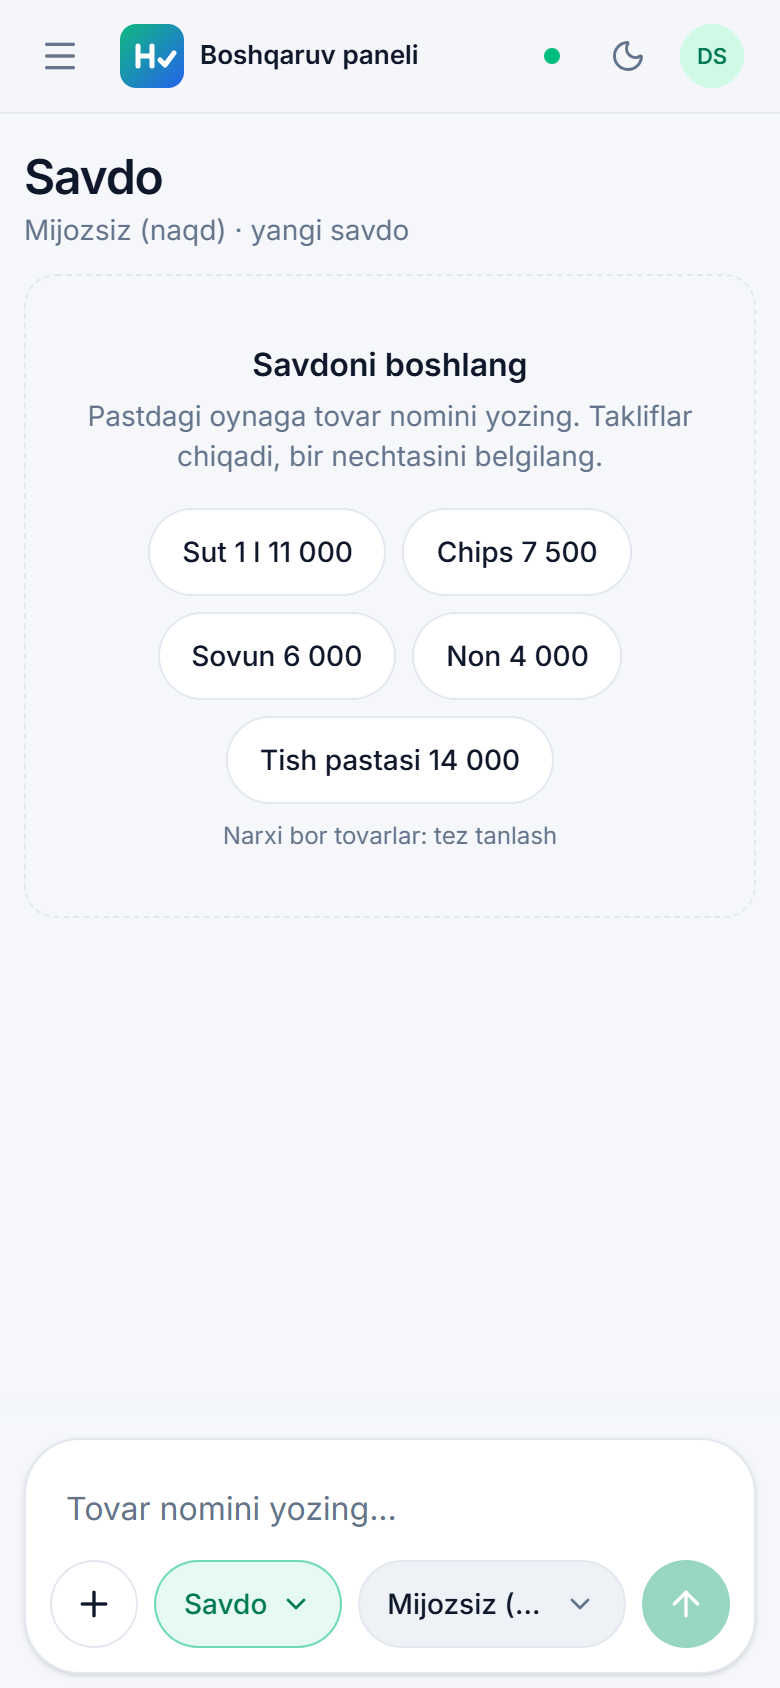 H✓ Boshqaruv paneli DS
Savdo
Mijozsiz (naqd) · yangi savdo
Savdoni boshlang
Pastdagi oynaga tovar nomini yozing. Takliflar
chiqadi, bir nechtasini belgilang.
Sut 1 l 11 000 Chips 7 500
Sovun 6 000 Non 4 000
Tish pastasi 14 000
Narxi bor tovarlar: tez tanlash
Tovar nomini yozing...
Savdo Mijozsiz (...